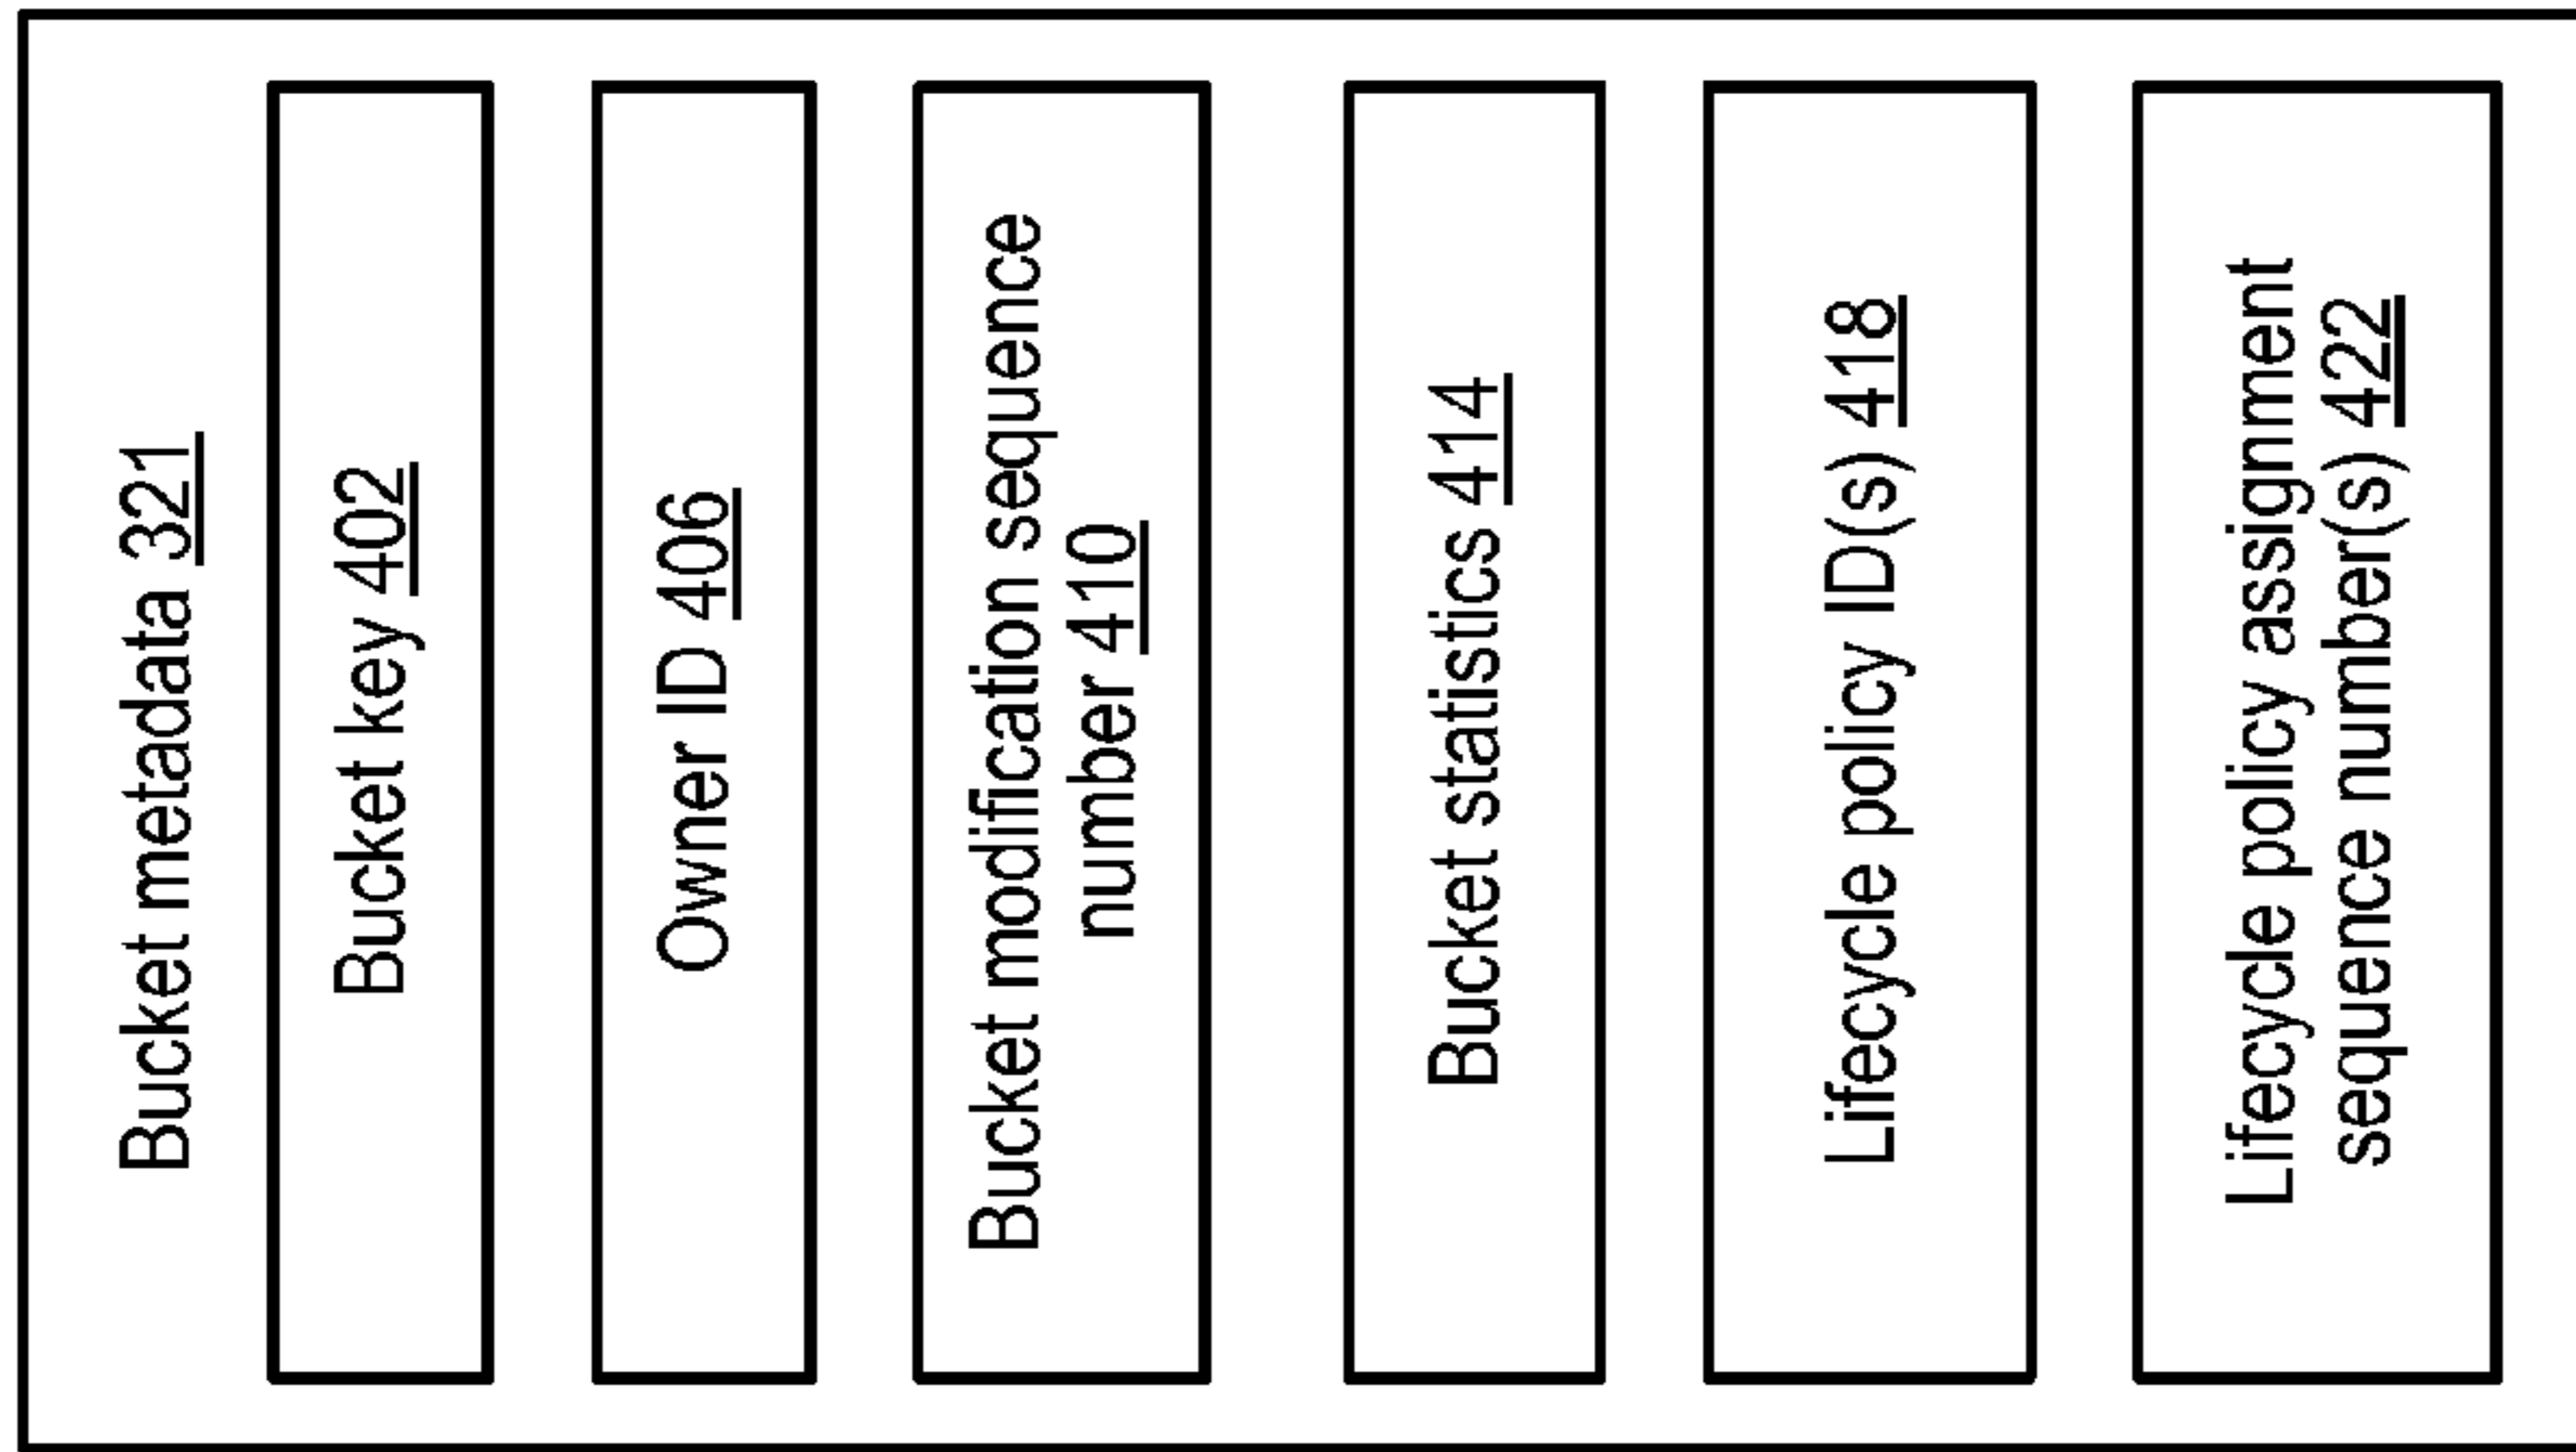 Bucket metadata 321
Bucket key 402
Owner ID 406
Bucket modification sequence
number 410
Bucket statistics 414
Lifecycle policy ID(s) 418
Lifecycle policy assignment
sequence number(s) 422